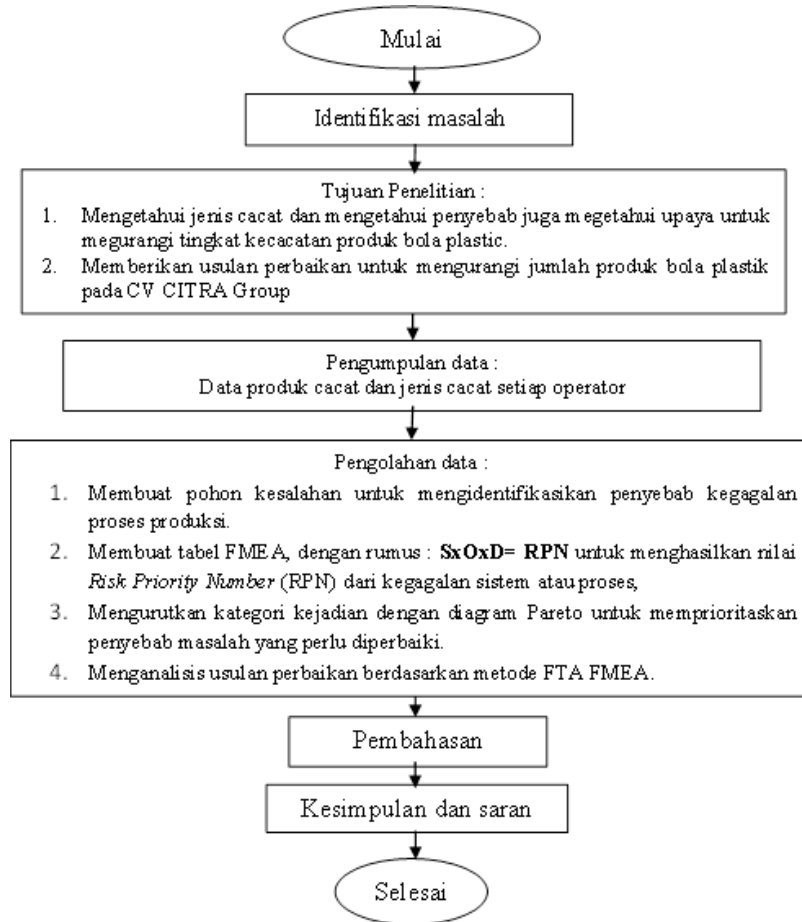 Mulai
Identifikasi masalah
Tujuan Penelitian :
1. Mengetahui jenis cacat dan mengetahui penyebab juga megetahui upaya untuk
megurangi tingkat kecacatan produk bola plastic.
2. Memberikan usulan perbaikan untuk mengurangi jumlah produk bola plastik
pada CV CITRA Group
Pengumpulan data :
Data produk cacat dan jenis cacat setiap operator
Pengolahan data :
1. Membuat pohon kesalahan untuk mengidentifikasikan penyebab kegagalan
proses produksi.
2. Membuat tabel FMEA, dengan rumus : SxOxD= RPN untuk menghasilkan nilai
Risk Priority Number (RPN) dari kegagalan sistem atau proses,
3. Mengurutkan kategori kejadian dengan diagram Pareto untuk memprioritaskan
penyebab masalah yang perlu diperbaiki.
4. Menganalisis usulan perbaikan berdasarkan metode FTA FMEA.
Pembahasan
Kesimpulan dan saran
Selesai